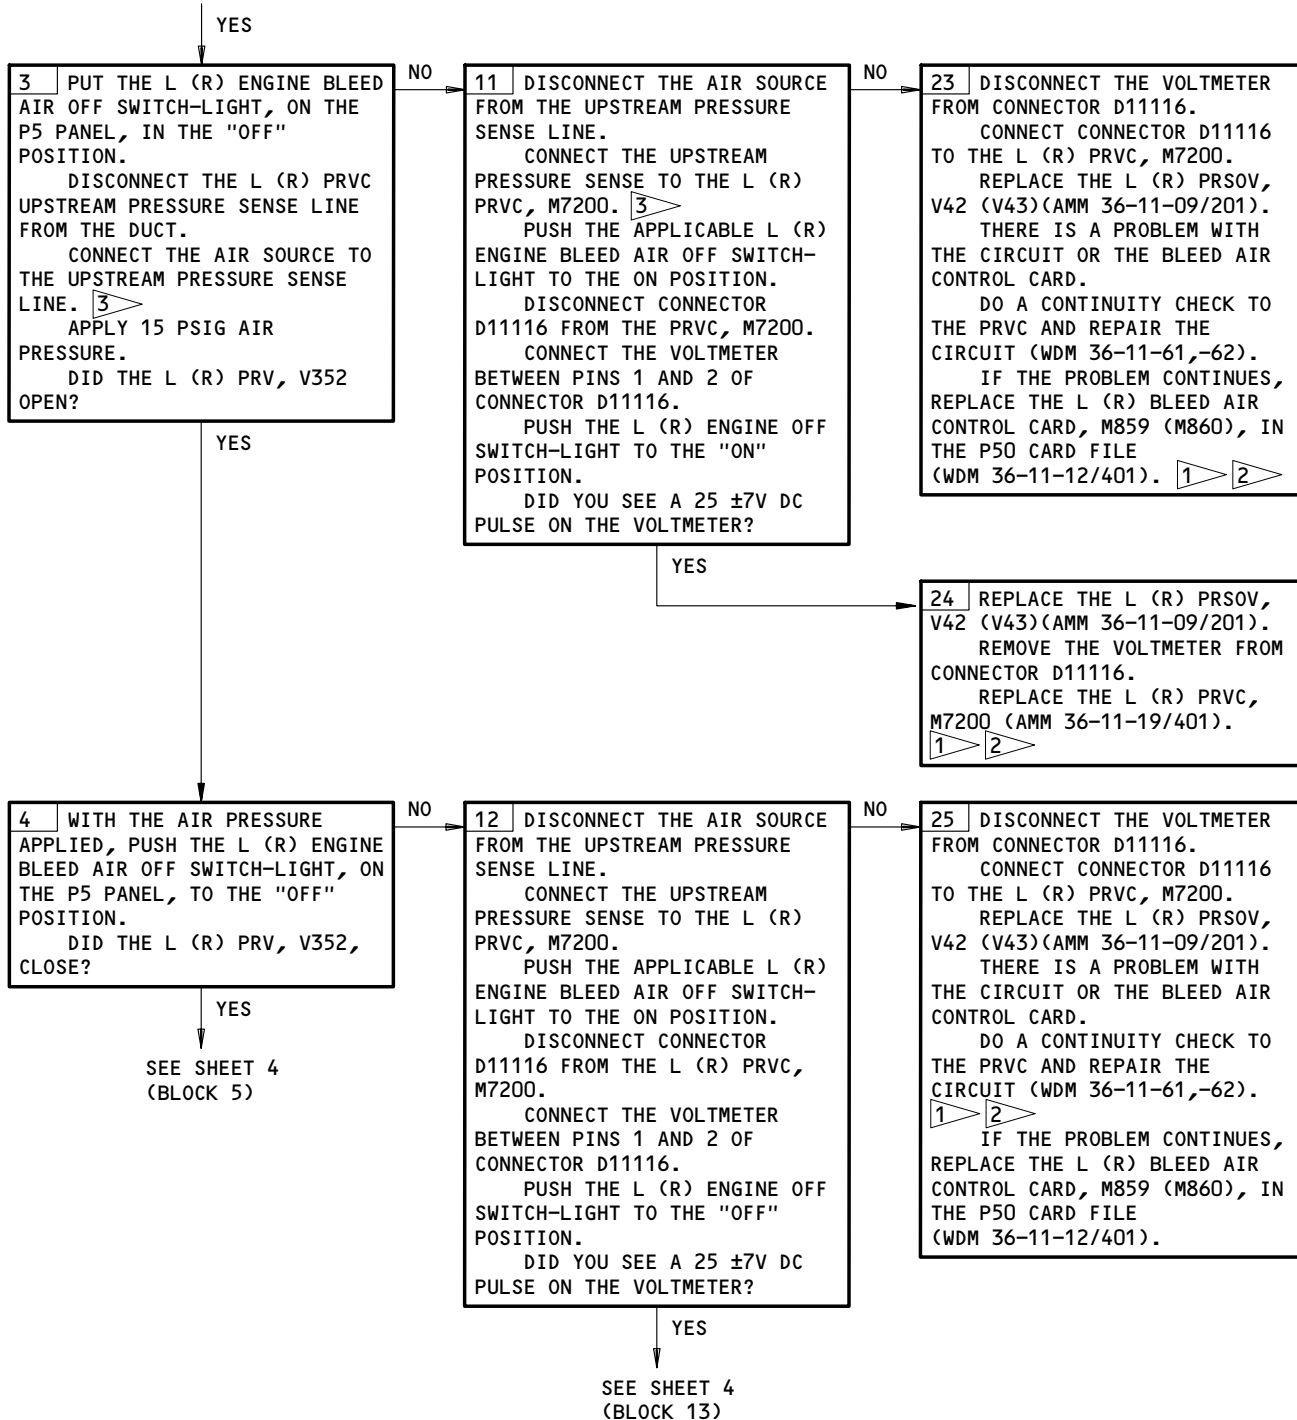 YES
3 PUT THE L (R) ENGINE BLEED
AIR OFF SWITCH-LIGHT, ON THE
P5 PANEL, IN THE "OFF"
POSITION.
DISCONNECT THE L (R) PRVC
UPSTREAM PRESSURE SENSE LINE
FROM THE DUCT.
CONNECT THE AIR SOURCE TO
THE UPSTREAM PRESSURE SENSE
LINE. 3
APPLY 15 PSIG AIR
PRESSURE.
DID THE L (R) PRV, V352
OPEN?
NO
YES
11 DISCONNECT THE AIR SOURCE
FROM THE UPSTREAM PRESSURE
SENSE LINE.
CONNECT THE UPSTREAM
PRESSURE SENSE TO THE L (R)
PRVC, M7200. 3
PUSH THE APPLICABLE L (R)
ENGINE BLEED AIR OFF SWITCH-
LIGHT TO THE ON POSITION.
DISCONNECT CONNECTOR
D11116 FROM THE PRVC, M7200.
CONNECT THE VOLTMETER
BETWEEN PINS 1 AND 2 OF
CONNECTOR D11116.
PUSH THE L (R) ENGINE OFF
SWITCH-LIGHT TO THE "ON"
POSITION.
DID YOU SEE A 25 ±7V DC
PULSE ON THE VOLTMETER?
NO
YES
23 DISCONNECT THE VOLTMETER
FROM CONNECTOR D11116.
CONNECT CONNECTOR D11116
TO THE L (R) PRVC, M7200.
REPLACE THE L (R) PRSOV,
V42 (V43)(AMM 36-11-09/201).
THERE IS A PROBLEM WITH
THE CIRCUIT OR THE BLEED AIR
CONTROL CARD.
DO A CONTINUITY CHECK TO
THE PRVC AND REPAIR THE
CIRCUIT (WDM 36-11-61,-62).
IF THE PROBLEM CONTINUES,
REPLACE THE L (R) BLEED AIR
CONTROL CARD, M859 (M860), IN
THE P50 CARD FILE
(WDM 36-11-12/401). 1 2
24 REPLACE THE L (R) PRSOV,
V42 (V43)(AMM 36-11-09/201).
REMOVE THE VOLTMETER FROM
CONNECTOR D11116.
REPLACE THE L (R) PRVC,
M7200 (AMM 36-11-19/401).
1 2
4 WITH THE AIR PRESSURE
APPLIED, PUSH THE L (R) ENGINE
BLEED AIR OFF SWITCH-LIGHT, ON
THE P5 PANEL, TO THE "OFF"
POSITION.
DID THE L (R) PRV, V352,
CLOSE?
NO
YES
SEE SHEET 4
(BLOCK 5)
12 DISCONNECT THE AIR SOURCE
FROM THE UPSTREAM PRESSURE
SENSE LINE.
CONNECT THE UPSTREAM
PRESSURE SENSE TO THE L (R)
PRVC, M7200.
PUSH THE APPLICABLE L (R)
ENGINE BLEED AIR OFF SWITCH-
LIGHT TO THE ON POSITION.
DISCONNECT CONNECTOR
D11116 FROM THE L (R) PRVC,
M7200.
CONNECT THE VOLTMETER
BETWEEN PINS 1 AND 2 OF
CONNECTOR D11116.
PUSH THE L (R) ENGINE OFF
SWITCH-LIGHT TO THE "OFF"
POSITION.
DID YOU SEE A 25 ±7V DC
PULSE ON THE VOLTMETER?
NO
YES
SEE SHEET 4
(BLOCK 13)
25 DISCONNECT THE VOLTMETER
FROM CONNECTOR D11116.
CONNECT CONNECTOR D11116
TO THE L (R) PRVC, M7200.
REPLACE THE L (R) PRSOV,
V42 (V43)(AMM 36-11-09/201).
THERE IS A PROBLEM WITH
THE CIRCUIT OR THE BLEED AIR
CONTROL CARD.
DO A CONTINUITY CHECK TO
THE PRVC AND REPAIR THE
CIRCUIT (WDM 36-11-61,-62).
1 2
IF THE PROBLEM CONTINUES,
REPLACE THE L (R) BLEED AIR
CONTROL CARD, M859 (M860), IN
THE P50 CARD FILE
(WDM 36-11-12/401).